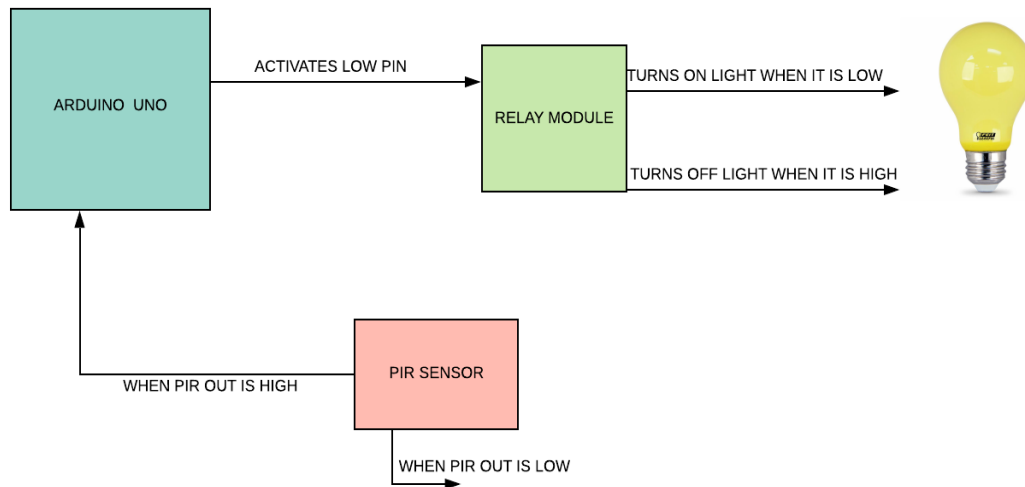 ACTIVATES LOW PIN
ARDUINO UNO
RELAY MODULE
TURNS ON LIGHT WHEN IT IS LOW
TURNS OFF LIGHT WHEN IT IS HIGH
PIR SENSOR
WHEN PIR OUT IS HIGH
WHEN PIR OUT IS LOW